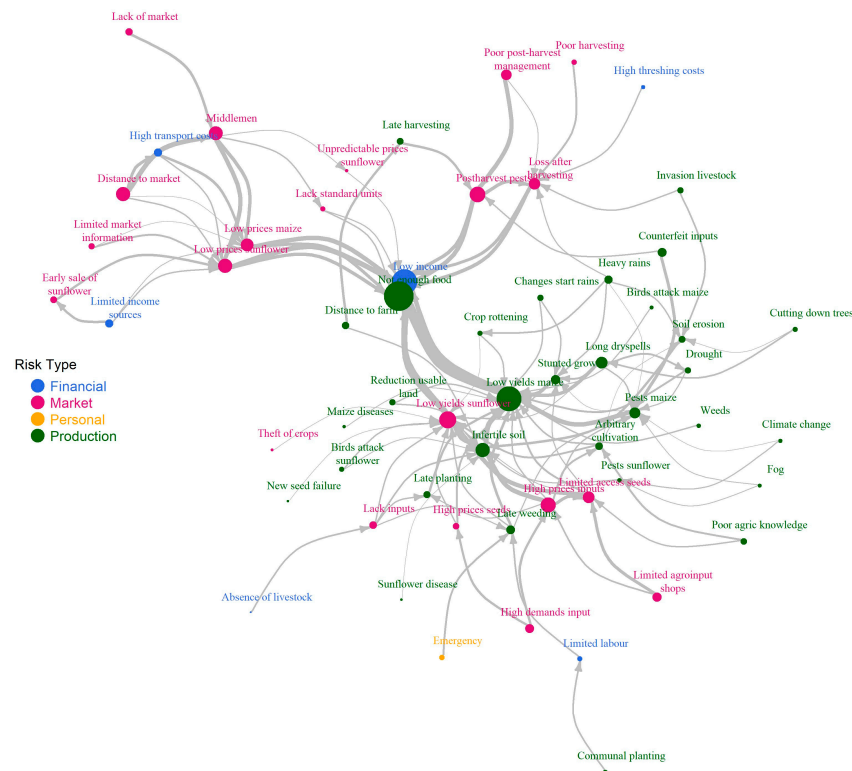 Lack of market
Poor post-harvest
management
Poor harvesting
High threshing costs
Middlemen
High transport costs
Late harvesting
Unpredictable prices
sunflower
Loss after
harvesting
Postharvest pests
Distance to market
Lack standard units
Invasion livestock
Limited market
information
Low prices maize
Low prices sunflower
Counterfeit inputs
Heavy rains
Low income
Not enough food
Early sale of
sunflower
Limited income
sources
Distance to farm
Changes start rains
Birds attack maize
Crop rottening
Soil erosion
Cutting down trees
Long dryspells
Drought
Stunted grow
Risk Type
Financial
Market
Personal
Production
Reduction usable
land
Low yields maize
Low yields sunflower
Pests maize
Maize diseases
Weeds
Theft of crops
Birds attack
sunflower
Infertile soil
Arbitrary
cultivation
Climate change
New seed failure
Late planting
Pests sunflower
Fog
Limited access seeds
High prices inputs
Lack inputs
High prices seeds
Late weeding
Poor agric knowledge
Absence of livestock
Sunflower disease
Limited agroinput
shops
High demands input
Emergency
Limited labour
Communal planting